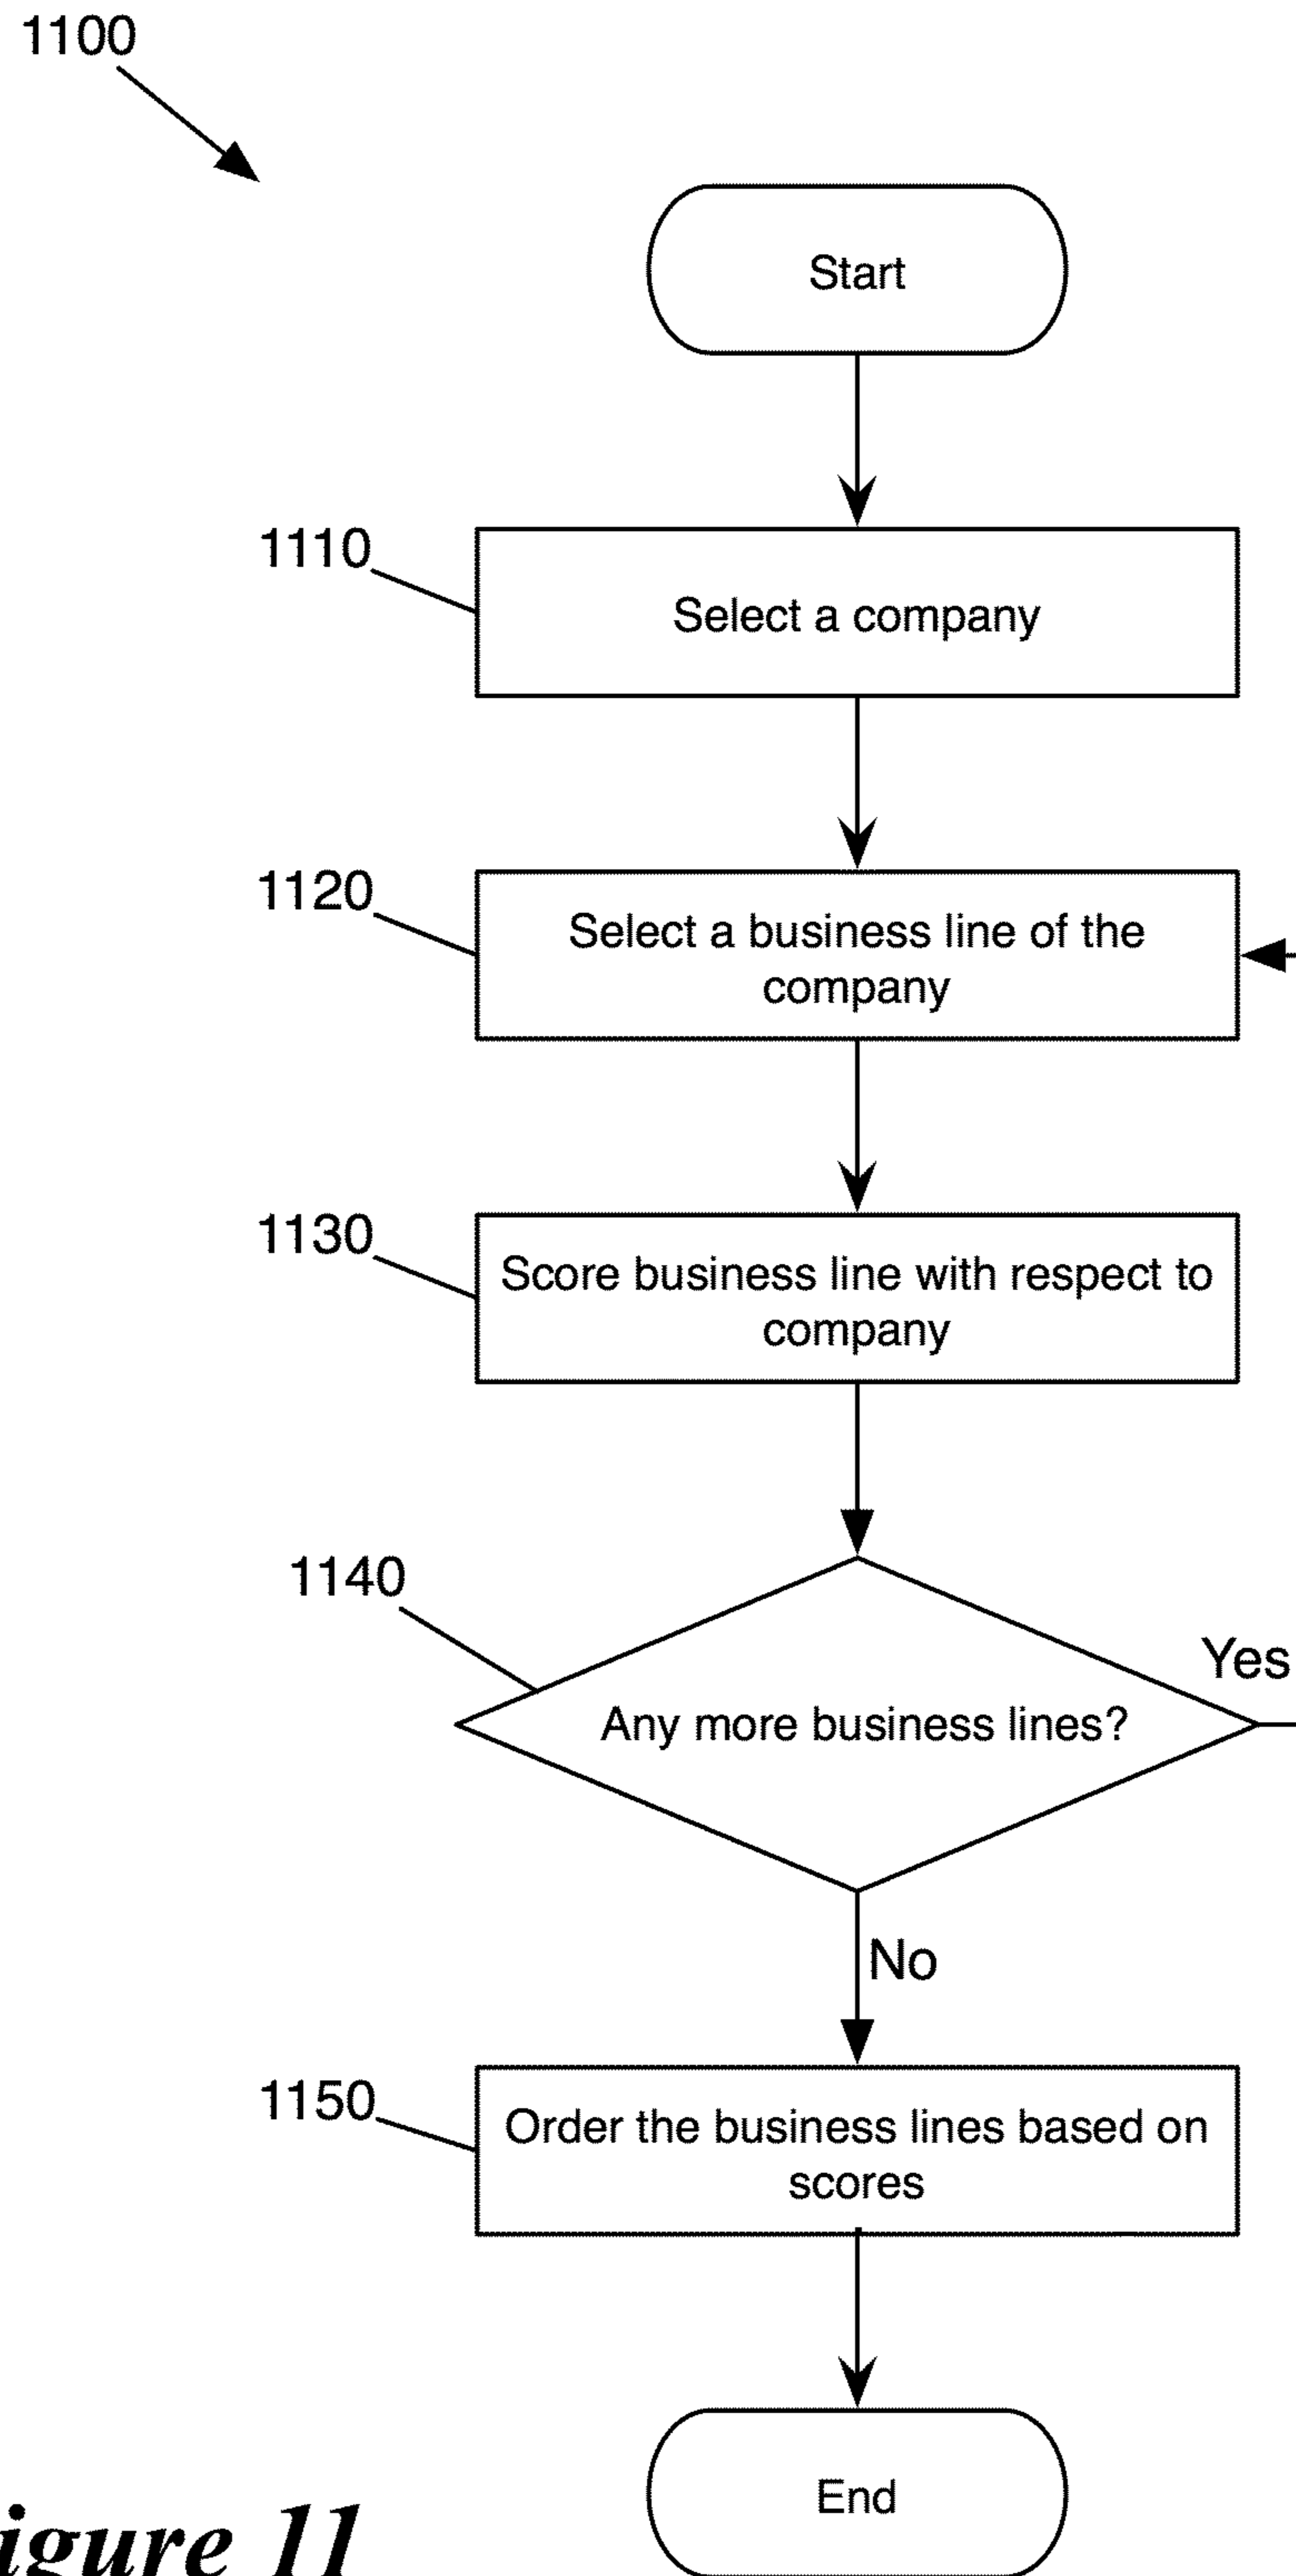 1100
Start
1110
Select a company
1120
Select a business line of the
company
1130
Score business line with respect to
company
1140
Any more business lines?
Yes
No
1150
Order the business lines based on
scores
End
igure 11